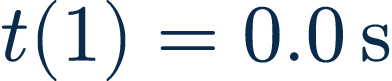 t(1) = 0.0 s